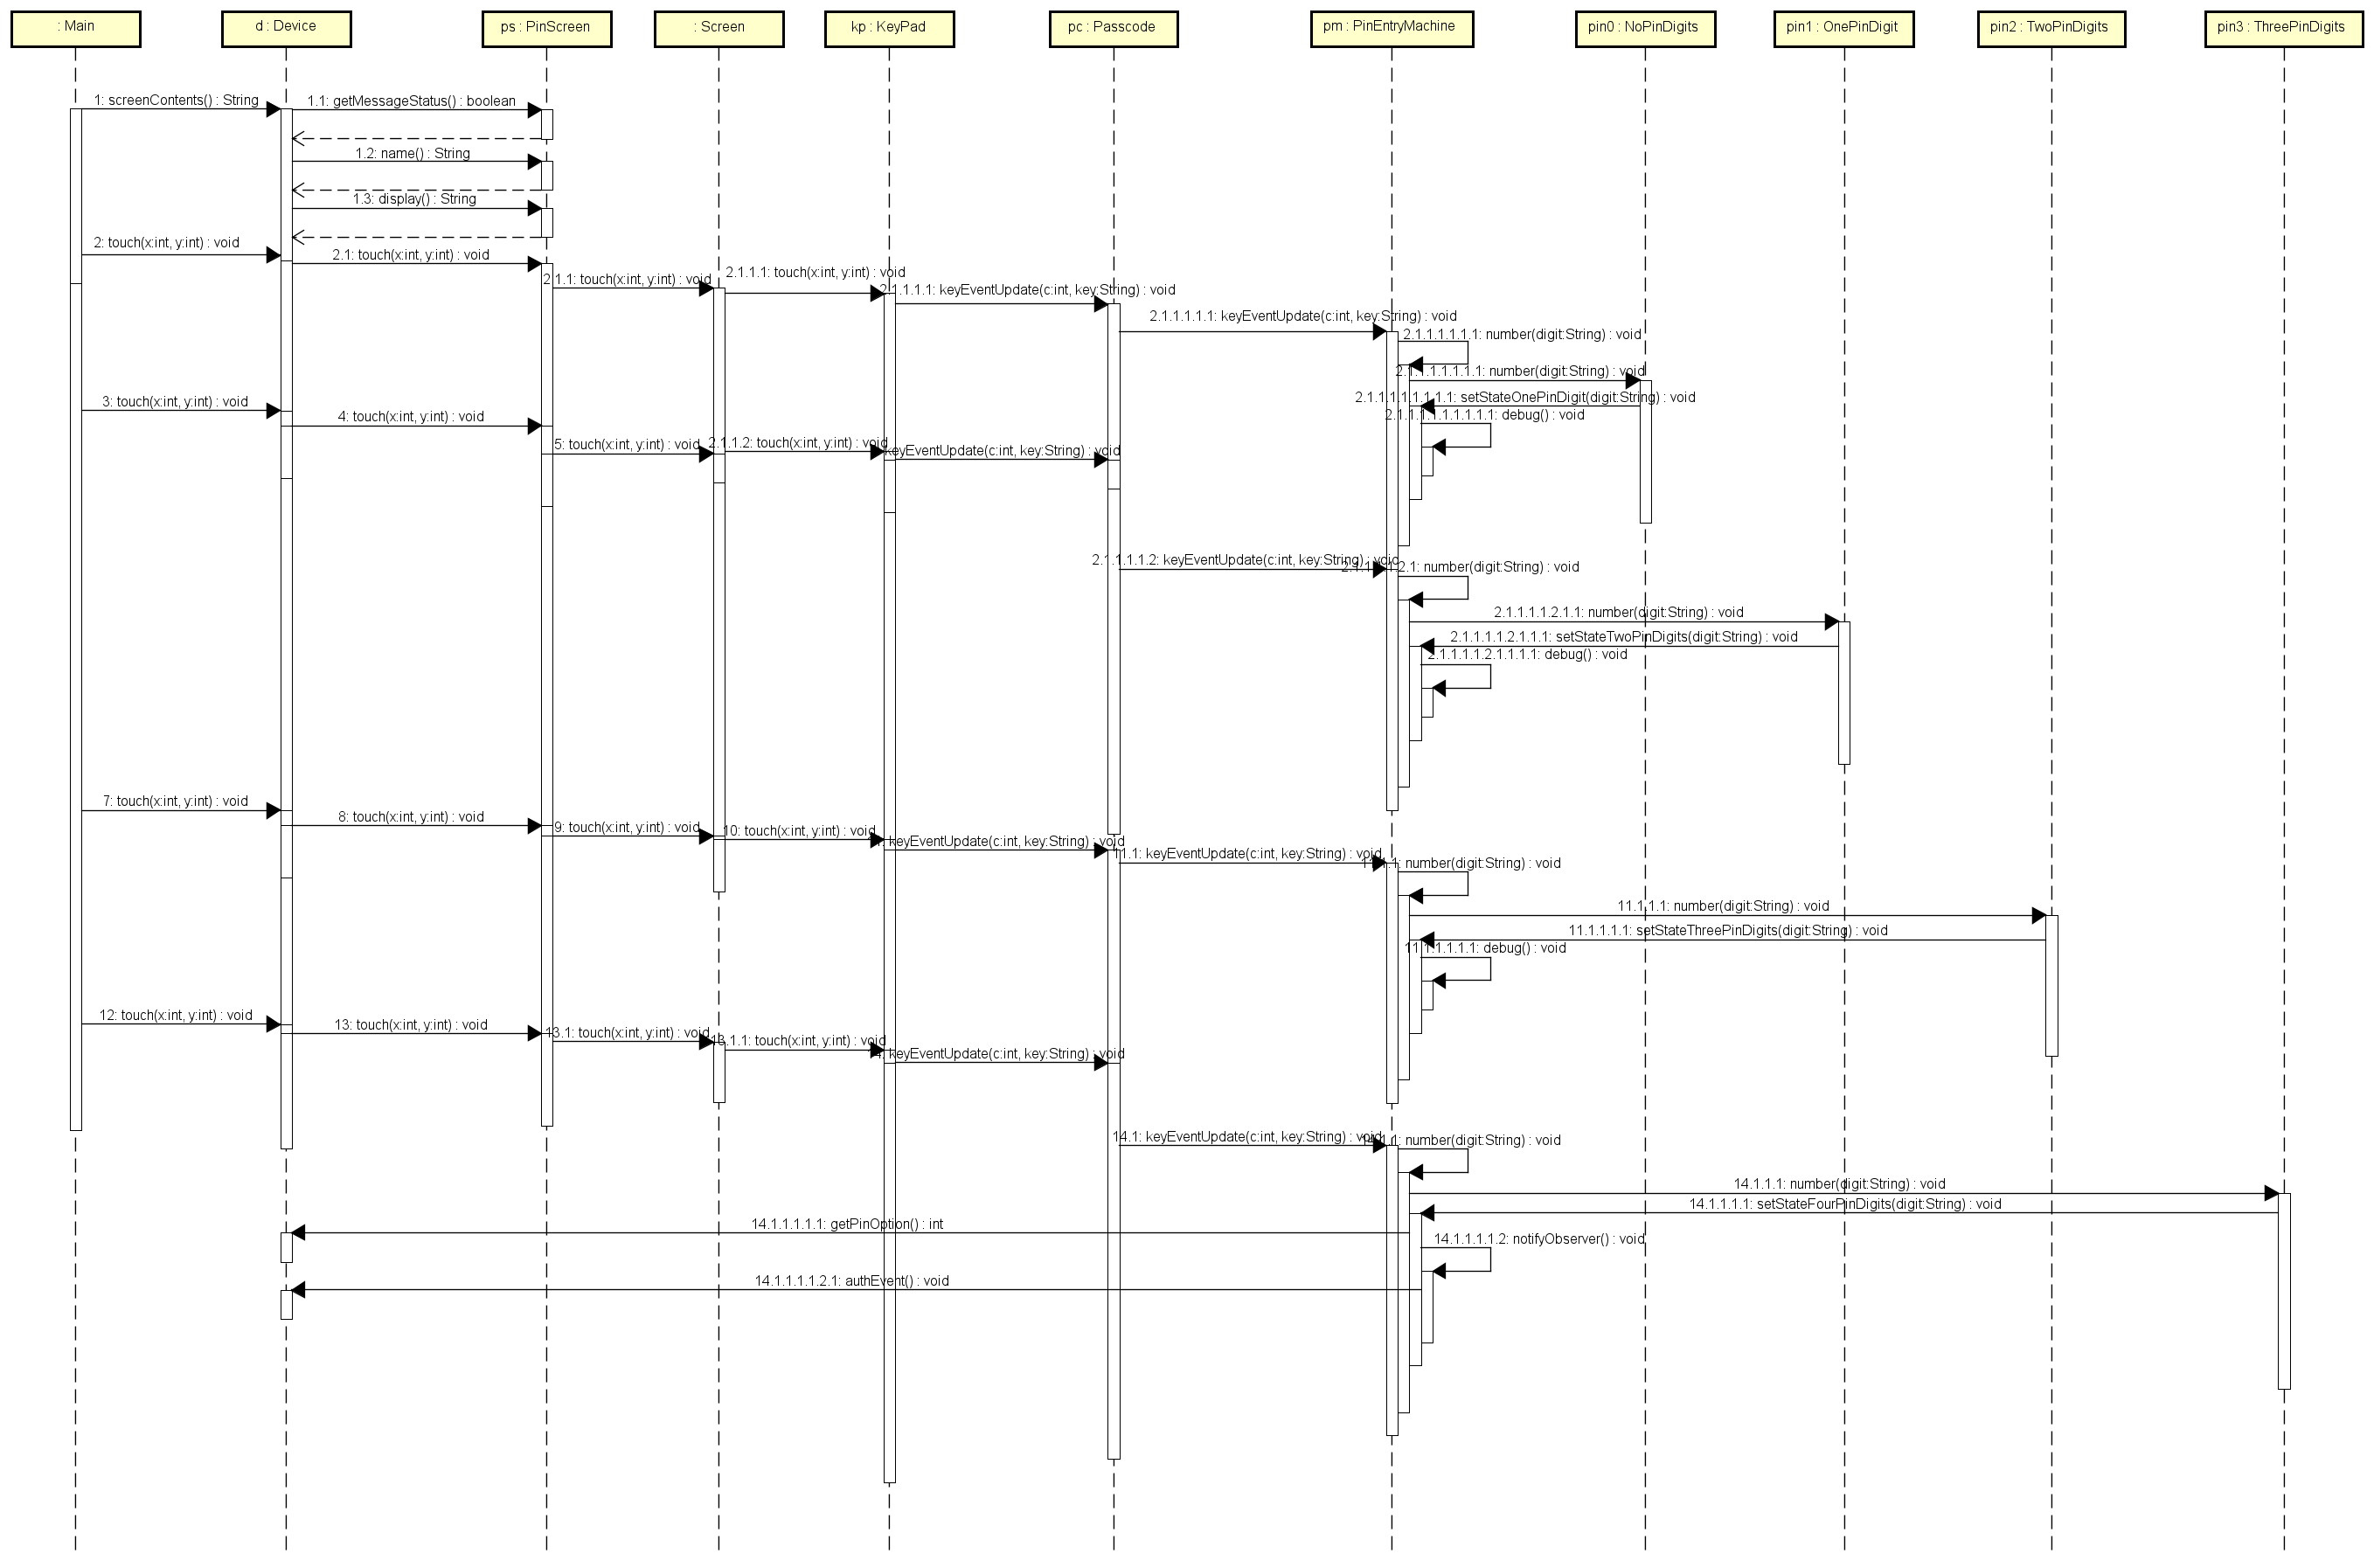 : Main
d : Device
ps : PinScreen
: Screen
kp : KeyPad
pc : Passcode
pm : PinEntryMachine
pin0 : NoPinDigits
pin1 : OnePinDigit
pin2 : TwoPinDigits
pin3 : ThreePinDigits
1: screenContents() : String
1.1: getMessageStatus() : boolean
1.2: name() : String
1.3: display() : String
2: touch(x:int, y:int) : void
2.1: touch(x:int, y:int) : void
2.1.1: touch(x:int, y:int) : void
2.1.1.1: touch(x:int, y:int) : void
2.1.1.1.1: keyEventUpdate(c:int, key:String) : void
2.1.1.1.1.1: keyEventUpdate(c:int, key:String) : void
2.1.1.1.1.1.1: number(digit:String) : void
2.1.1.1.1.1.1.1: number(digit:String) : void
2.1.1.1.1.1.1.1.1: setStateOnePinDigit(digit:String) : void
2.1.1.1.1.1.1.1.1.1: debug() : void
3: touch(x:int, y:int) : void
4: touch(x:int, y:int) : void
5: touch(x:int, y:int) : void
2.1.1.2: touch(x:int, y:int) : void
keyEventUpdate(c:int, key:String) : void
2.1.1.1.1.2: keyEventUpdate(c:int, key:String) : void
2.1.1.1.1.2.1: number(digit:String) : void
2.1.1.1.1.2.1.1: number(digit:String) : void
2.1.1.1.1.2.1.1.1: setStateTwoPinDigits(digit:String) : void
2.1.1.1.1.2.1.1.1.1: debug() : void
7: touch(x:int, y:int) : void
8: touch(x:int, y:int) : void
9: touch(x:int, y:int) : void
10: touch(x:int, y:int) : void
keyEventUpdate(c:int, key:String) : void
11.1: keyEventUpdate(c:int, key:String) : void
11.1.1: number(digit:String) : void
11.1.1.1: number(digit:String) : void
11.1.1.1.1: setStateThreePinDigits(digit:String) : void
11.1.1.1.1.1: debug() : void
12: touch(x:int, y:int) : void
13: touch(x:int, y:int) : void
13.1: touch(x:int, y:int) : void
13.1.1: touch(x:int, y:int) : void
keyEventUpdate(c:int, key:String) : void
14.1: keyEventUpdate(c:int, key:String) : void
14.1.1: number(digit:String) : void
14.1.1.1: number(digit:String) : void
14.1.1.1.1: setStateFourPinDigits(digit:String) : void
14.1.1.1.1.1: getPinOption() : int
14.1.1.1.1.2: notifyObserver() : void
14.1.1.1.1.2.1: authEvent() : void